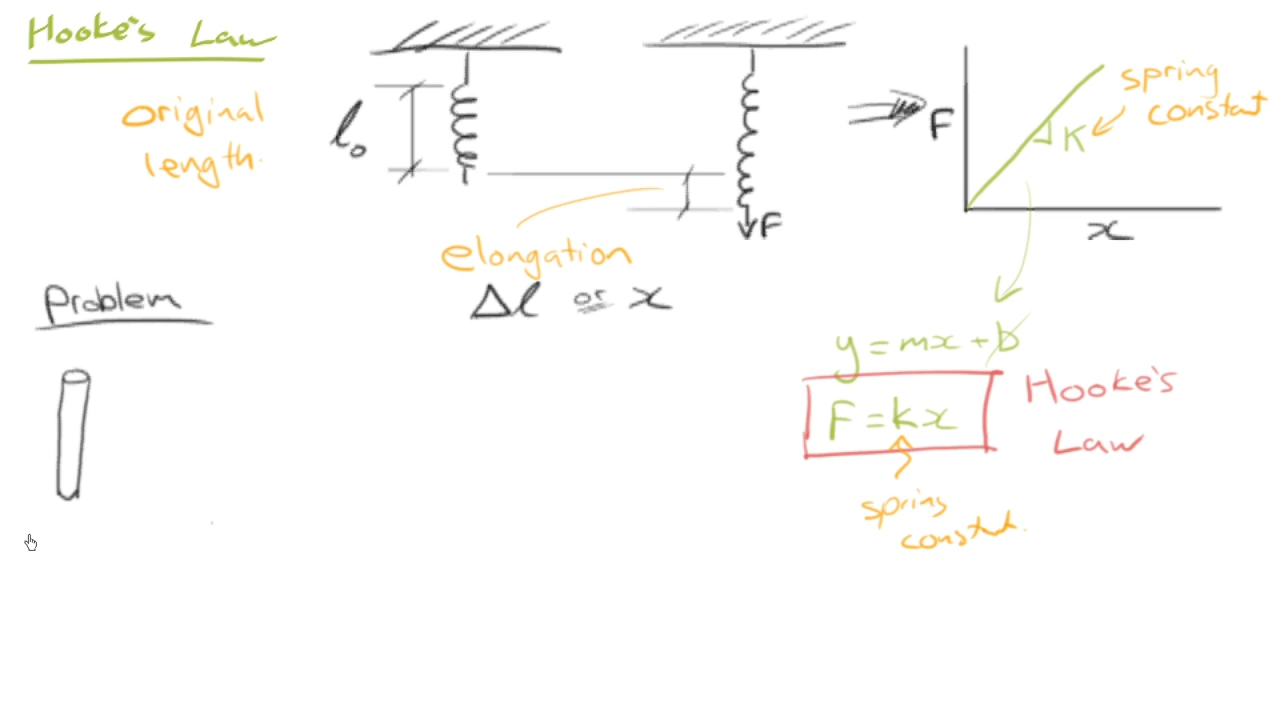 Hooke's Law
original
length.
l₀
F
elongation
Δl or x
F
K
spring
constant
x
y = mx + b
F = kx
Hooke's
Law
spring
constant.
Problem